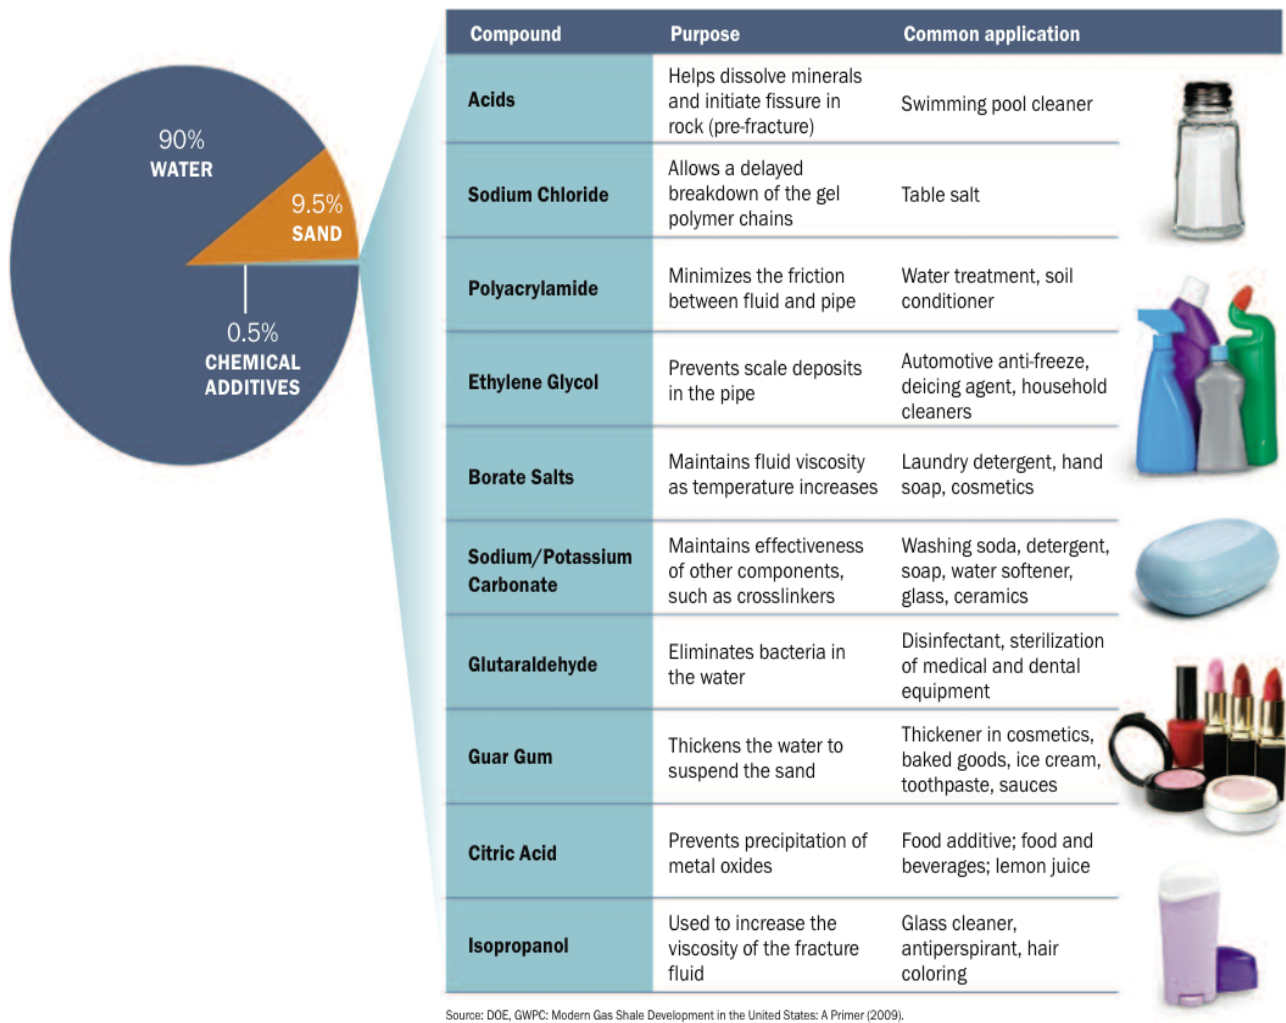 90%
WATER
9.5%
SAND
0.5%
CHEMICAL
ADDITIVES
Compound Purpose Common application
Acids
Helps dissolve minerals
and initiate fissure in
rock (pre-fracture)
Swimming pool cleaner
Sodium Chloride
Allows a delayed
breakdown of the gel
polymer chains
Table salt
Polyacrylamide
Minimizes the friction
between fluid and pipe
Water treatment, soil
conditioner
Ethylene Glycol
Prevents scale deposits
in the pipe
Automotive anti-freeze,
deicing agent, household
cleaners
Borate Salts
Maintains fluid viscosity
as temperature increases
Laundry detergent, hand
soap, cosmetics
Sodium/Potassium
Carbonate
Maintains effectiveness
of other components,
such as crosslinkers
Washing soda, detergent,
soap, water softener,
glass, ceramics
Glutaraldehyde
Eliminates bacteria in
the water
Disinfectant, sterilization
of medical and dental
equipment
Guar Gum
Thickens the water to
suspend the sand
Thickener in cosmetics,
baked goods, ice cream,
toothpaste, sauces
Citric Acid
Prevents precipitation of
metal oxides
Food additive; food and
beverages; lemon juice
Isopropanol
Used to increase the
viscosity of the fracture
fluid
Glass cleaner,
antiperspirant, hair
coloring
Source: DOE, GWPC: Modern Gas Shale Development in the United States: A Primer (2009).